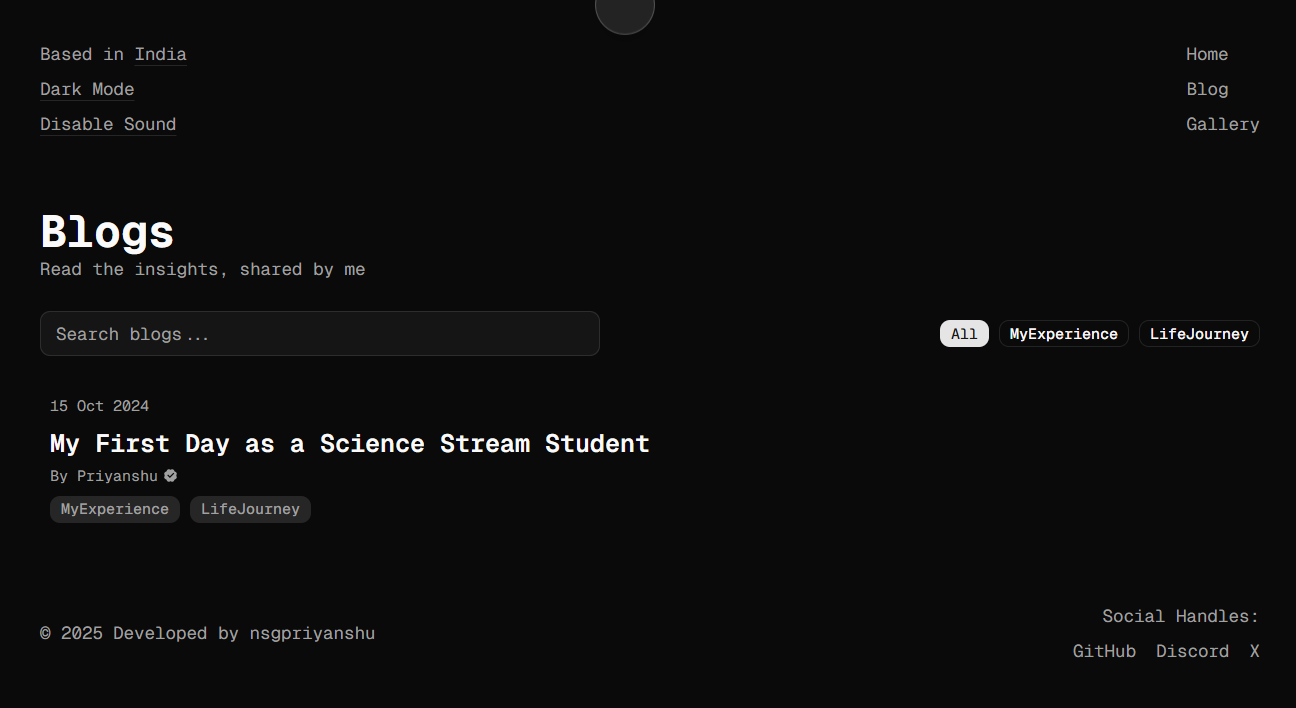 Based in India
Dark Mode
Disable Sound
Home
Blog
Gallery
Blogs
Read the insights, shared by me
Search blogs...
All MyExperience LifeJourney
15 Oct 2024
My First Day as a Science Stream Student
By Priyanshu
MyExperience LifeJourney
© 2025 Developed by nsgpriyanshu
Social Handles:
GitHub Discord X